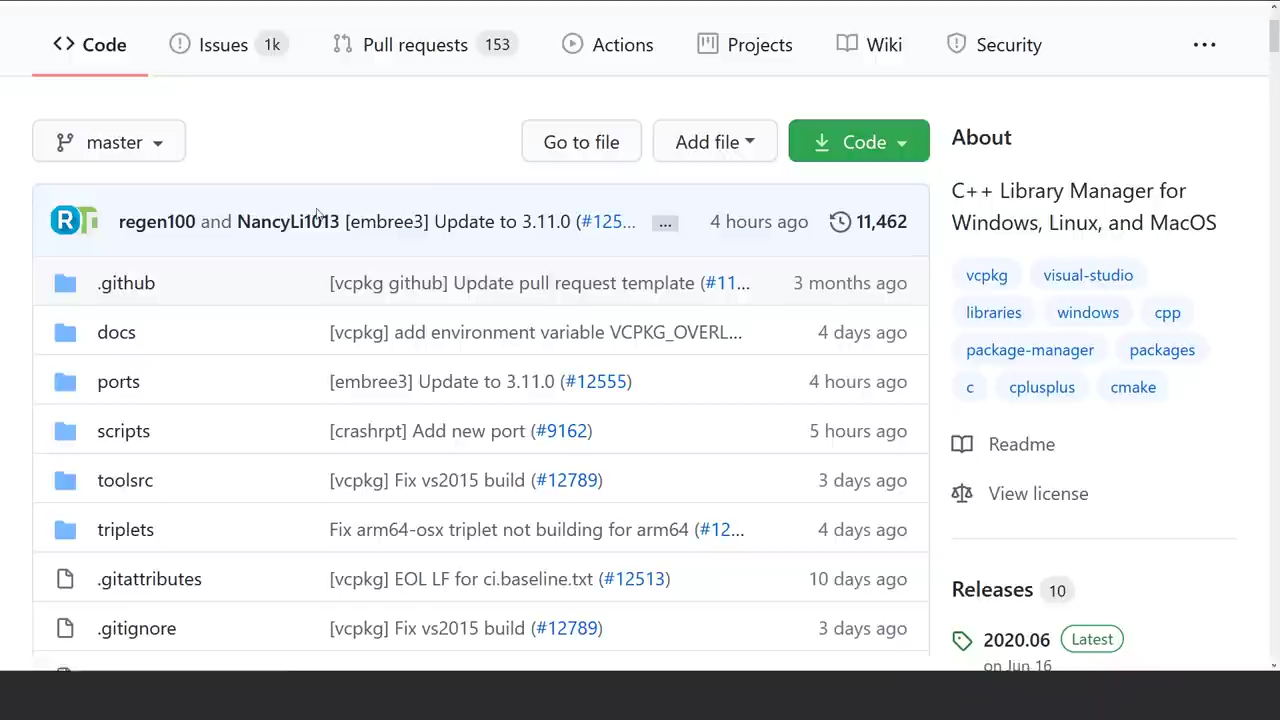 Code Issues 1k Pull requests 153 Actions Projects Wiki Security ...
master Go to file Add file Code
regen100 and NancyLi1013 [embree3] Update to 3.11.0 (#125... ... 4 hours ago 11,462
.github [vcpkg github] Update pull request template (#11... 3 months ago
docs [vcpkg] add environment variable VCPKG_OVERL... 4 days ago
ports [embree3] Update to 3.11.0 (#12555) 4 hours ago
scripts [crashrpt] Add new port (#9162) 5 hours ago
toolsrc [vcpkg] Fix vs2015 build (#12789) 3 days ago
triplets Fix arm64-osx triplet not building for arm64 (#12... 4 days ago
.gitattributes [vcpkg] EOL LF for ci.baseline.txt (#12513) 10 days ago
.gitignore [vcpkg] Fix vs2015 build (#12789) 3 days ago
About
C++ Library Manager for
Windows, Linux, and MacOS
vcpkg visual-studio
libraries windows cpp
package-manager packages
c cplusplus cmake
Readme
View license
Releases 10
2020.06 Latest
on Jun 16